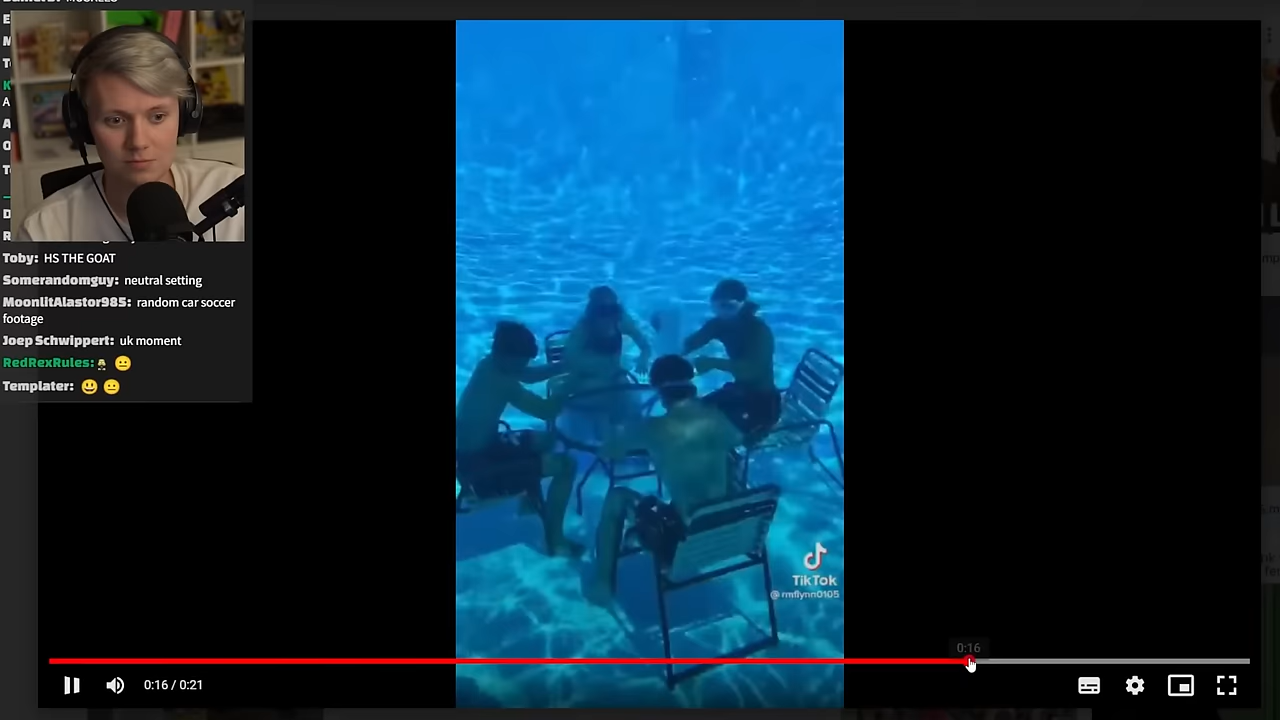 Toby: HS THE GOAT
Somerandomguy: neutral setting
MoonlitAlastor985: random car soccer
footage
Joep Schwippert: uk moment
RedRexRules:
Templater:
TikTok
@rmflynn0105
0:16
0:16 / 0:21